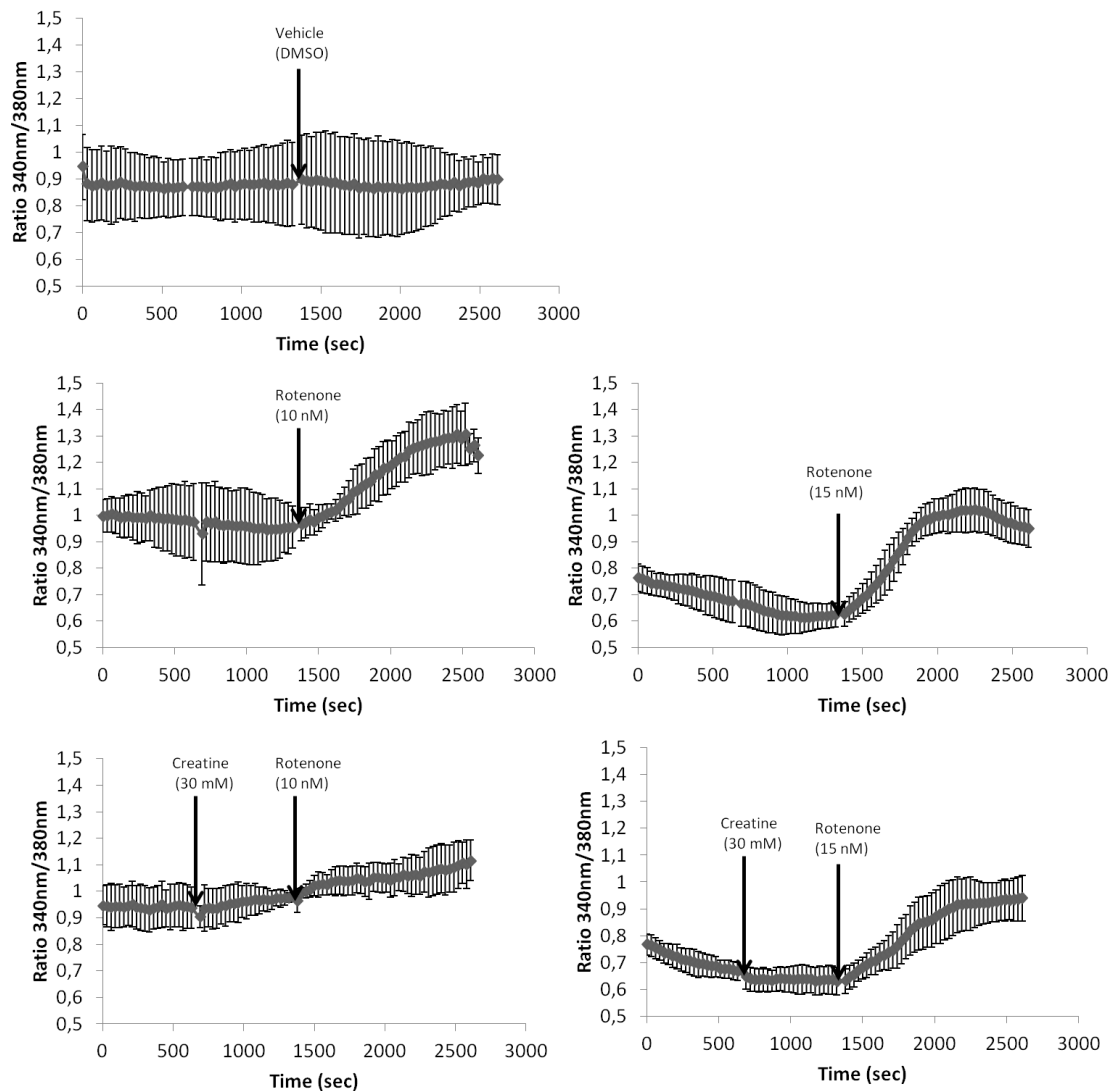 1,5
1,4
1,3
1,2
1,1
1
0,9
0,8
0,7
0,6
0,5
Ratio 340nm/380nm
Vehicle
(DMSO)
0 500 1000 1500 2000 2500 3000
Time (sec)
1,5
1,4
1,3
1,2
1,1
1
0,9
0,8
0,7
0,6
0,5
Ratio 340nm/380nm
Rotenone
(10 nM)
0 500 1000 1500 2000 2500 3000
Time (sec)
1,5
1,4
1,3
1,2
1,1
1
0,9
0,8
0,7
0,6
0,5
Ratio 340nm/380nm
Rotenone
(15 nM)
0 500 1000 1500 2000 2500 3000
Time (sec)
1,5
1,4
1,3
1,2
1,1
1
0,9
0,8
0,7
0,6
0,5
Ratio 340nm/380nm
Creatine
(30 mM)
Rotenone
(10 nM)
0 500 1000 1500 2000 2500 3000
Time (sec)
1,5
1,4
1,3
1,2
1,1
1
0,9
0,8
0,7
0,6
0,5
Ratio 340nm/380nm
Creatine
(30 mM)
Rotenone
(15 nM)
0 500 1000 1500 2000 2500 3000
Time (sec)